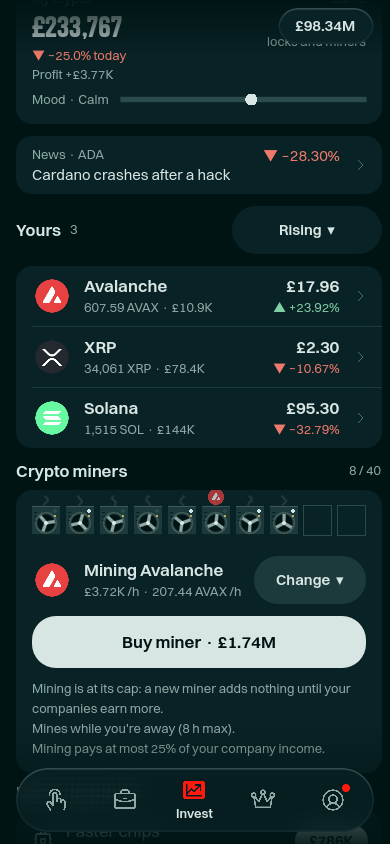 My crypto
£233,767
£98.34M
▼ −25.0% today
locks and miners
Profit +£3.77K
Mood · Calm
News · ADA
▼ −28.30%
Cardano crashes after a hack
Yours 3
Rising ▾
Avalanche
£17.96
607.59 AVAX · £10.9K
▲ +23.92%
XRP
£2.30
34,061 XRP · £78.4K
▼ −10.67%
Solana
£95.30
1,515 SOL · £144K
▼ −32.79%
Crypto miners
8 / 40
Mining Avalanche
£3.72K /h · 207.44 AVAX /h
Change ▾
Buy miner · £1.74M
Mining is at its cap: a new miner adds nothing until your
companies earn more.
Mines while you're away (8 h max).
Mining pays at most 25% of your company income.
Invest
Faster chips
£786K